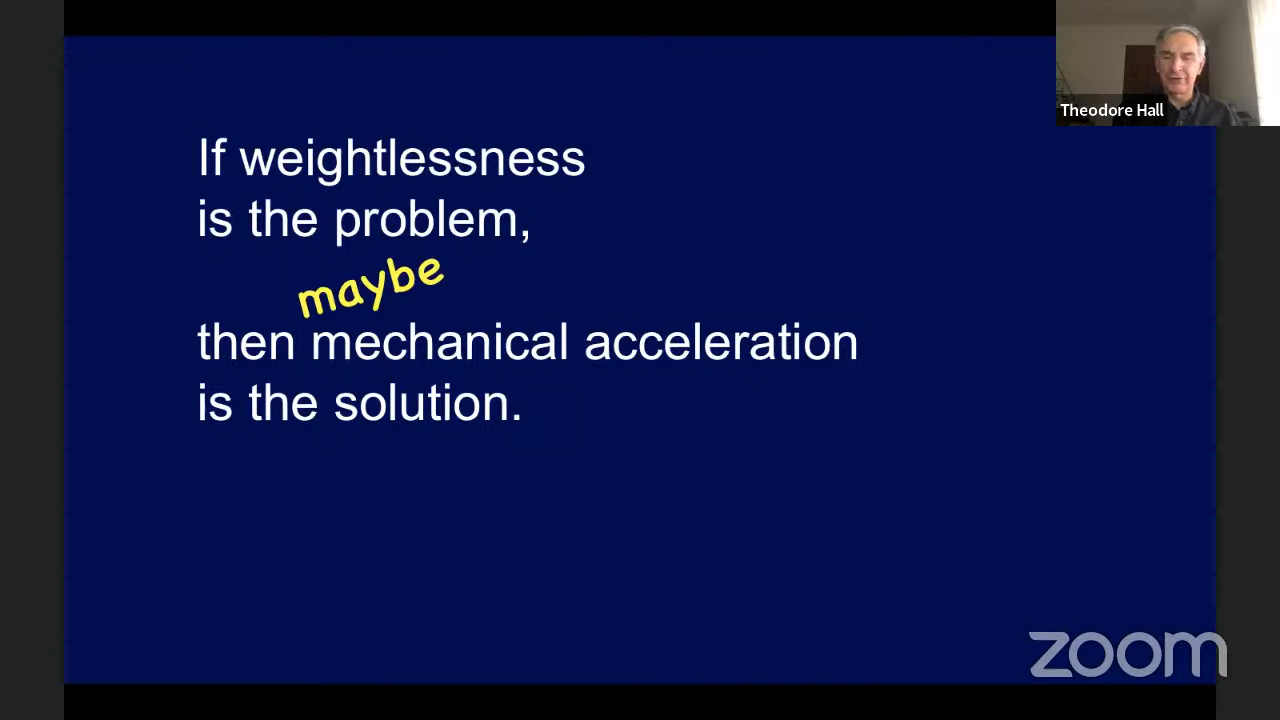 Theodore Hall
If weightlessness
is the problem,
maybe
then mechanical acceleration
is the solution.
zoom